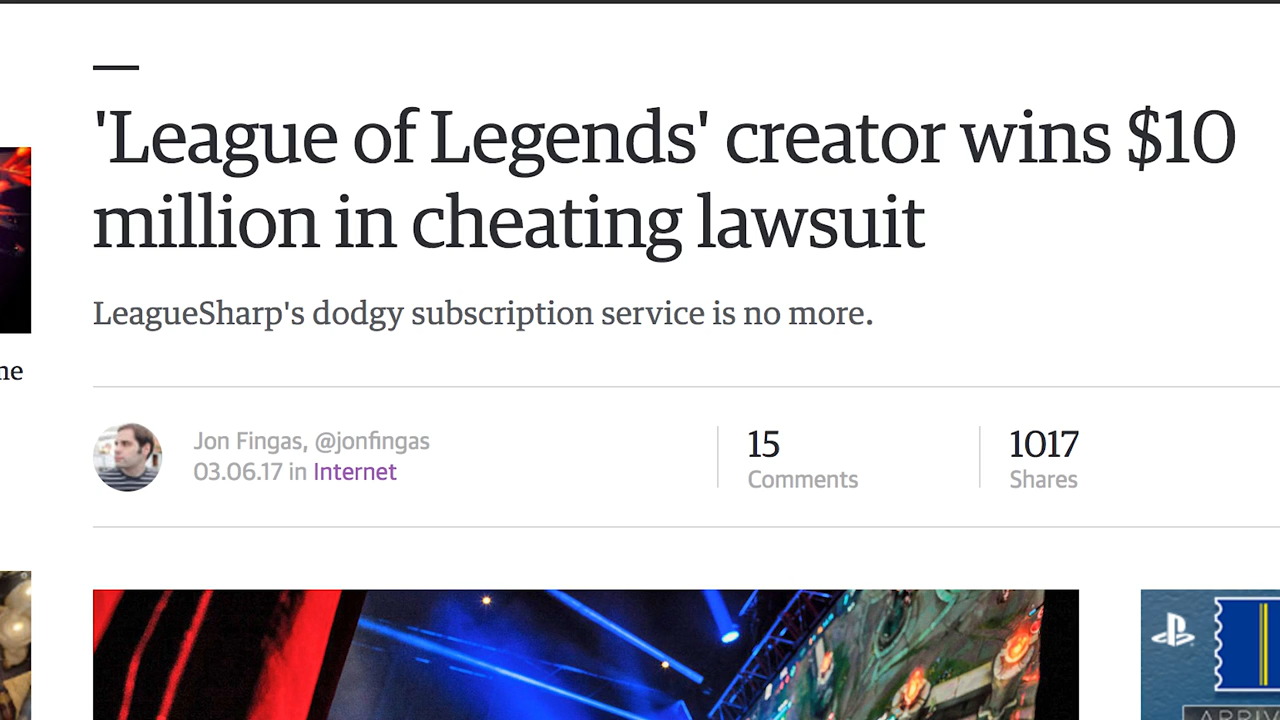 'League of Legends' creator wins $10
million in cheating lawsuit
LeagueSharp's dodgy subscription service is no more.
Jon Fingas, @jonfingas
03.06.17 in Internet
15
Comments
1017
Shares